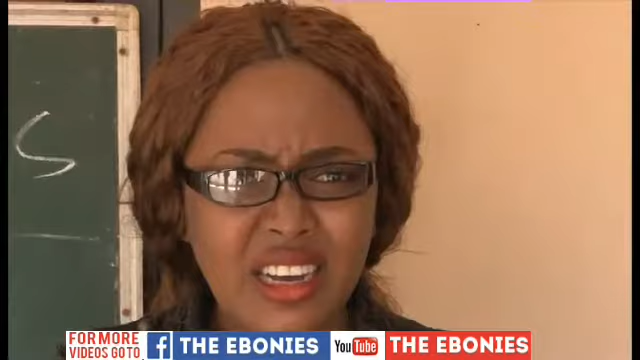 S
FOR MORE
VIDEOS GO TO
f THE EBONIES
YouTube THE EBONIES